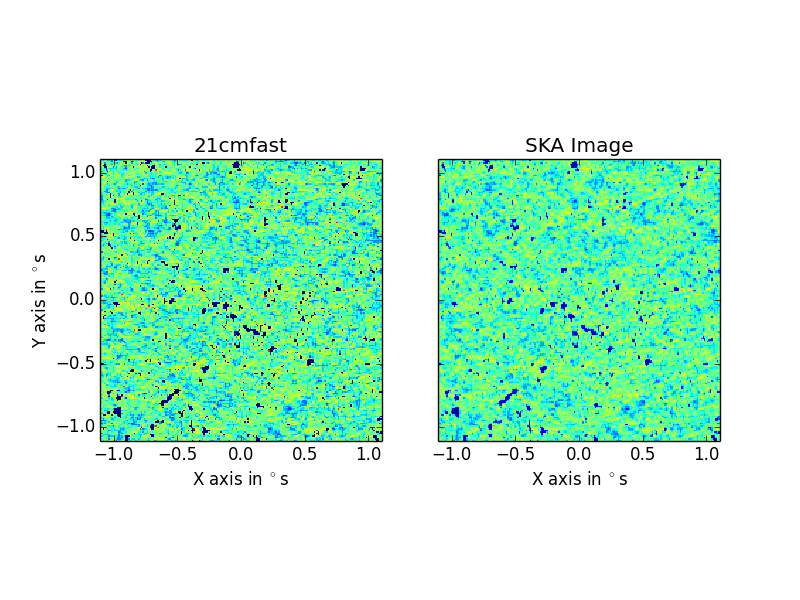 21cmfast
SKA Image
1.0
0.5
0.0
−0.5
−1.0
Y axis in °s
−1.0 −0.5 0.0 0.5 1.0
−1.0 −0.5 0.0 0.5 1.0
X axis in °s
X axis in °s